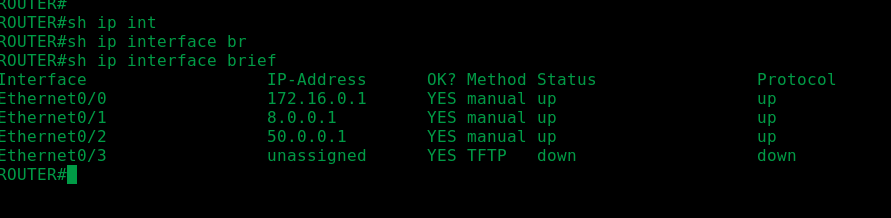 ROUTER#
ROUTER#sh ip int
ROUTER#sh ip interface br
ROUTER#sh ip interface brief
Interface                  IP-Address      OK? Method Status                Protocol
Ethernet0/0                172.16.0.1      YES manual up                    up
Ethernet0/1                8.0.0.1         YES manual up                    up
Ethernet0/2                50.0.0.1        YES manual up                    up
Ethernet0/3                unassigned      YES TFTP   down                  down
ROUTER#